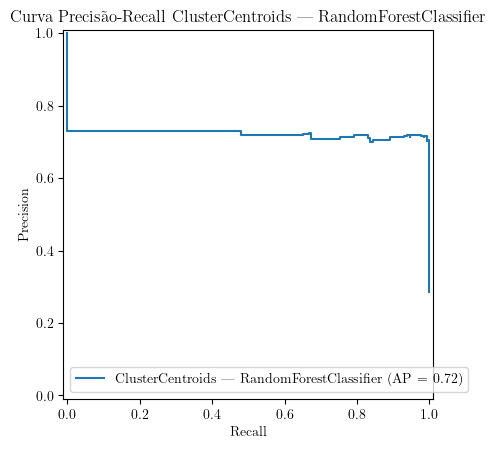 Curva Precisão-Recall ClusterCentroids — RandomForestClassifier
1.0
0.8
0.6
0.4
0.2
0.0
Precision
ClusterCentroids — RandomForestClassifier (AP = 0.72)
0.0 0.2 0.4 0.6 0.8 1.0
Recall